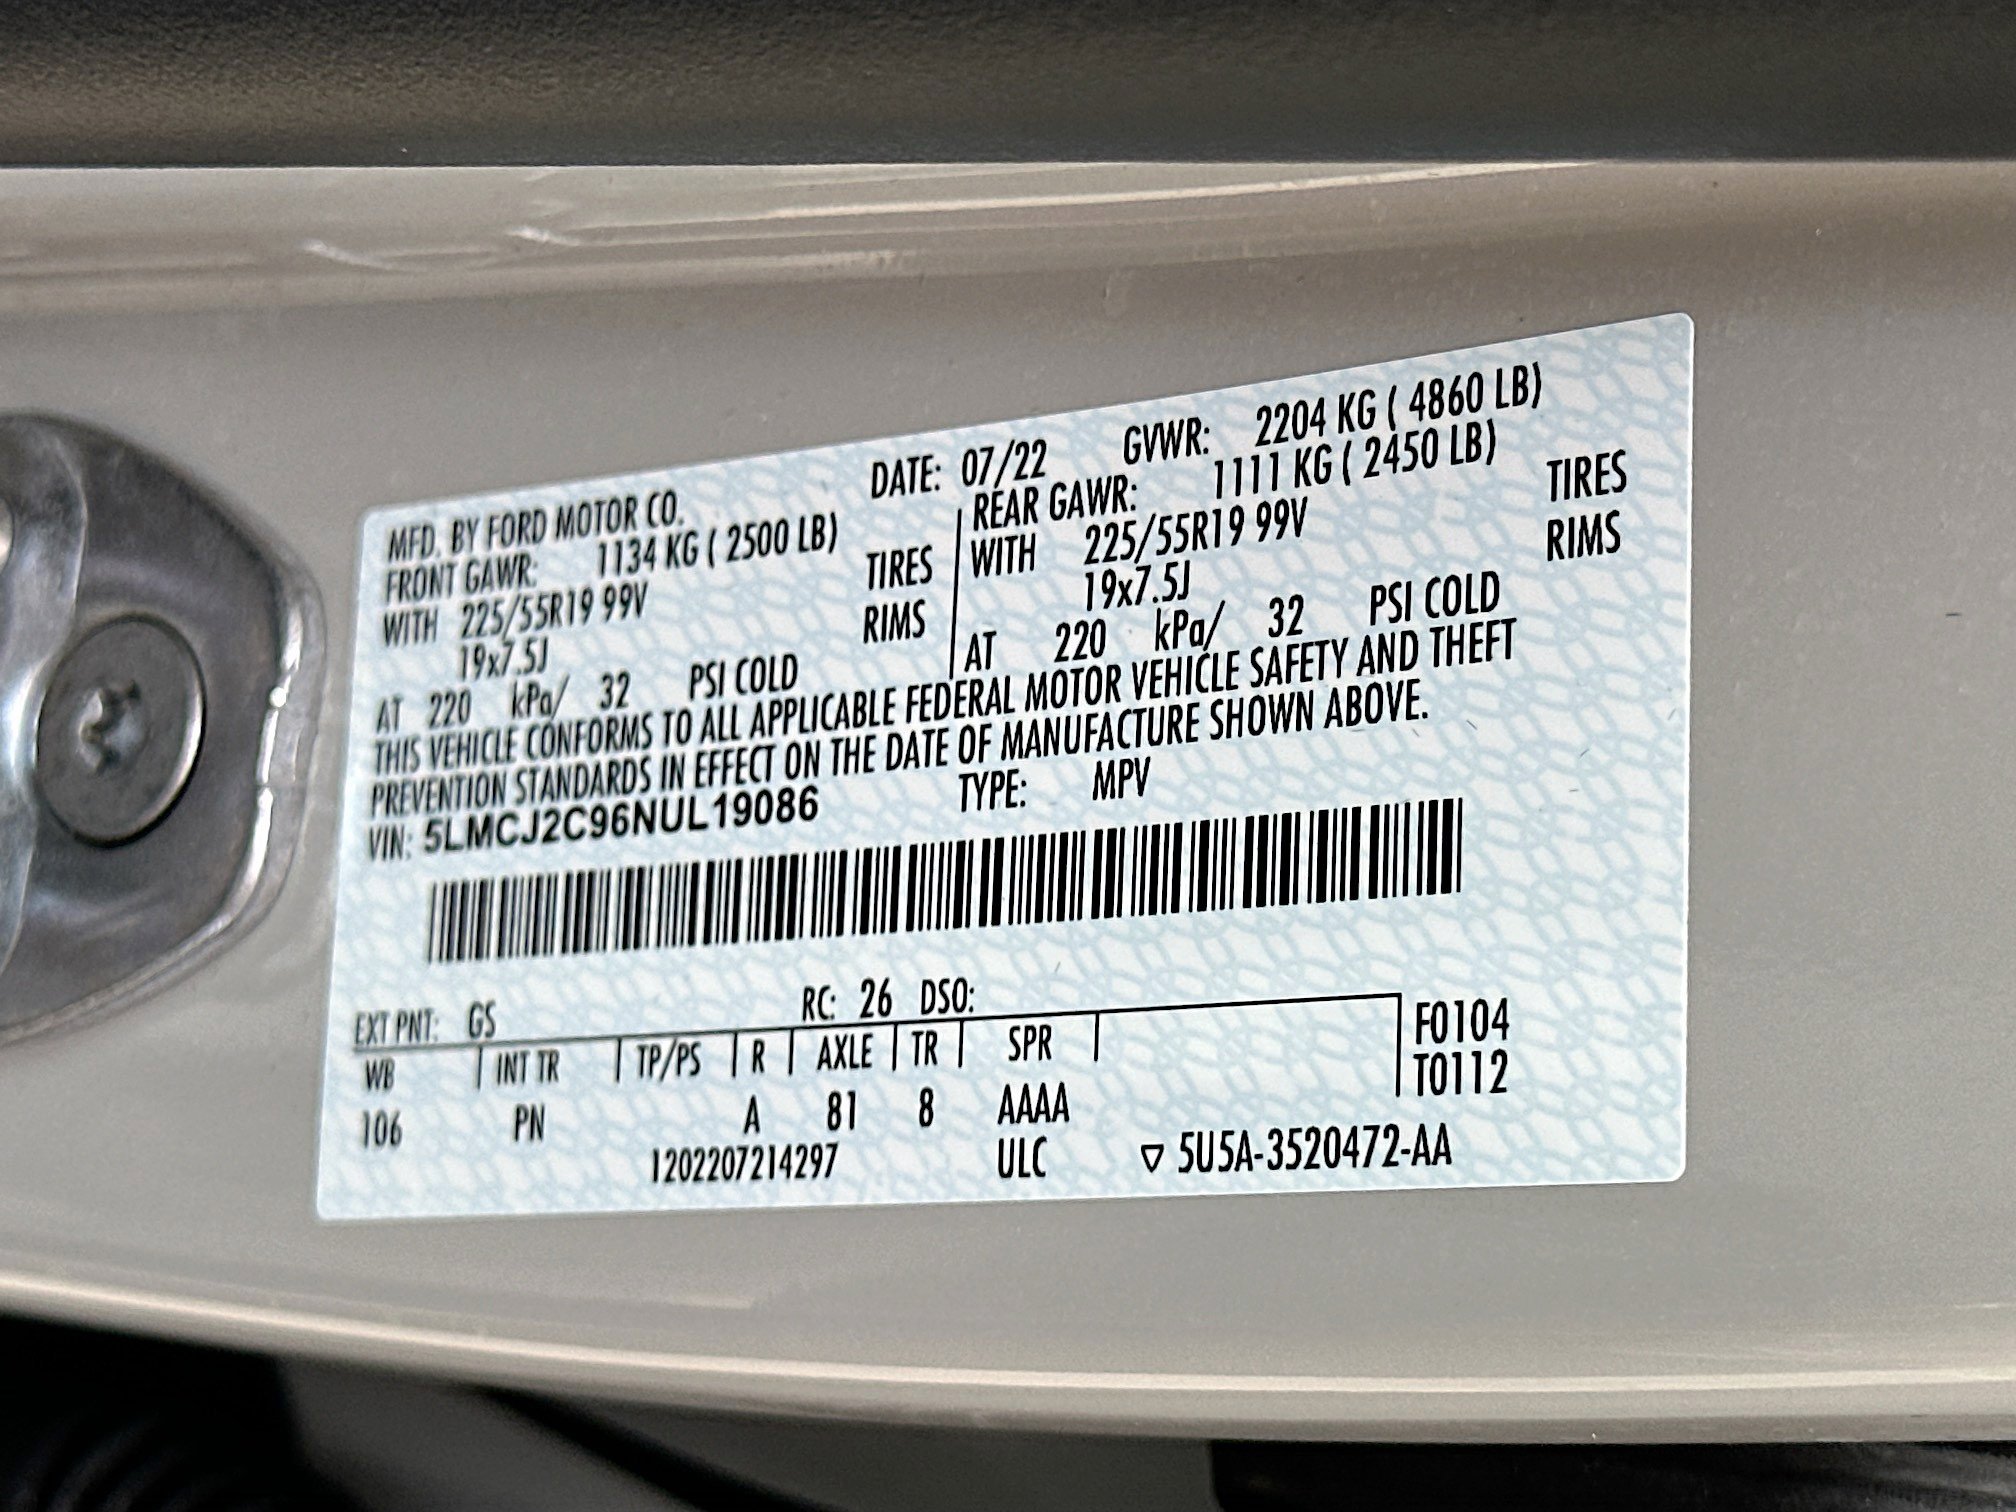 MFD. BY FORD MOTOR CO. DATE: 07/22 GVWR: 2204 KG ( 4860 LB)
FRONT GAWR: 1134 KG ( 2500 LB) REAR GAWR: 1111 KG ( 2450 LB)
WITH 225/55R19 99V TIRES WITH 225/55R19 99V TIRES
19x7.5J RIMS 19x7.5J RIMS
AT 220 kPa/ 32 PSI COLD AT 220 kPa/ 32 PSI COLD
THIS VEHICLE CONFORMS TO ALL APPLICABLE FEDERAL MOTOR VEHICLE SAFETY AND THEFT
PREVENTION STANDARDS IN EFFECT ON THE DATE OF MANUFACTURE SHOWN ABOVE.
VIN: 5LMCJ2C96NUL19086 TYPE: MPV
EXT PNT: GS RC: 26 DSO:
WB INT TR TP/PS R AXLE TR SPR F0104
T0112
106 PN A 81 8 AAAA
1202207214297 ULC ▽ 5U5A-3520472-AA